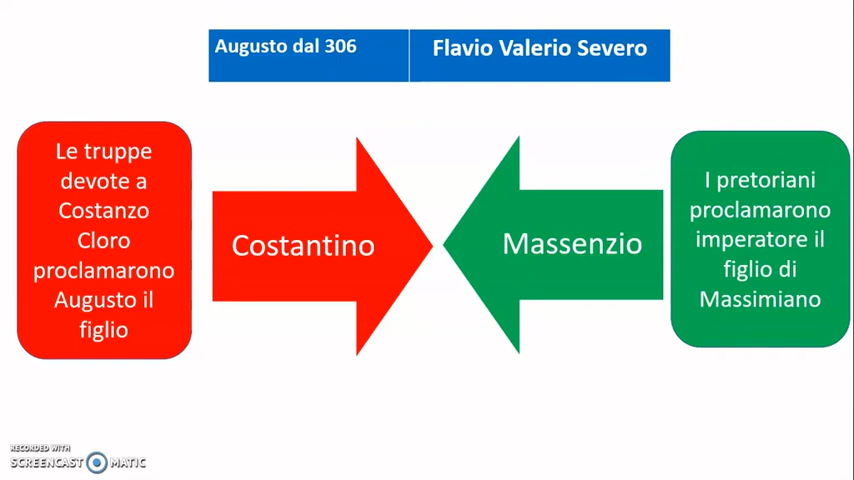 Augusto dal 306
Flavio Valerio Severo
Le truppe
devote a
Costanzo
Cloro
proclamarono
Augusto il
figlio
Costantino
Massenzio
I pretoriani
proclamarono
imperatore il
figlio di
Massimiano
RECORDED WITH
SCREENCAST MATIC